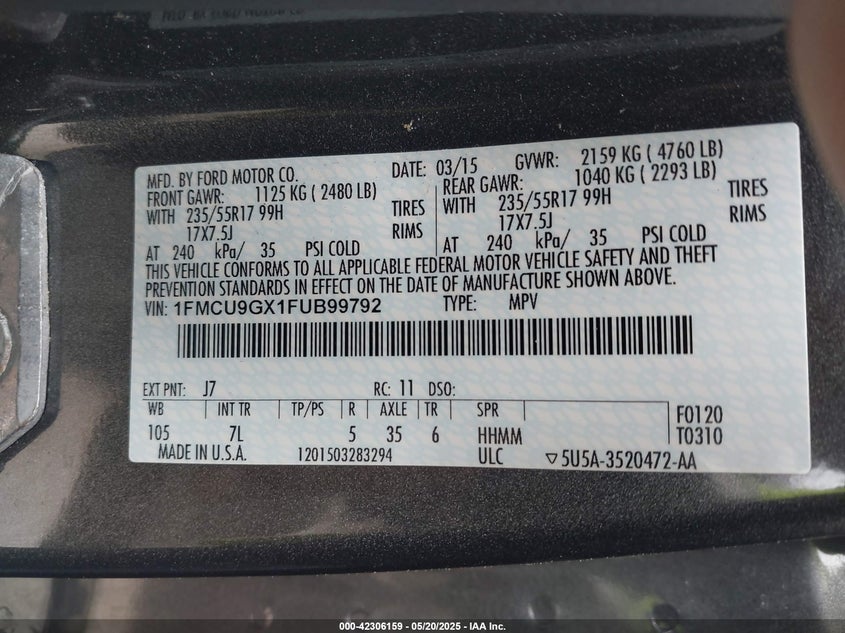 MFD. BY FORD MOTOR CO.
MFD. BY FORD MOTOR CO. DATE: 03/15 GVWR: 2159 KG ( 4760 LB)
FRONT GAWR: 1125 KG ( 2480 LB) REAR GAWR: 1040 KG ( 2293 LB)
WITH 235/55R17 99H TIRES WITH 235/55R17 99H TIRES
17X7.5J RIMS 17X7.5J RIMS
AT 240 kPa/ 35 PSI COLD AT 240 kPa/ 35 PSI COLD
THIS VEHICLE CONFORMS TO ALL APPLICABLE FEDERAL MOTOR VEHICLE SAFETY AND THEFT
PREVENTION STANDARDS IN EFFECT ON THE DATE OF MANUFACTURE SHOWN ABOVE.
VIN: 1FMCU9GX1FUB99792 TYPE: MPV
EXT PNT: J7 RC: 11 DSO:
WB INT TR TP/PS R AXLE TR SPR F0120
105 7L 5 35 6 HHMM T0310
MADE IN U.S.A. 1201503283294 ULC ▽5U5A-3520472-AA
000-42306159 — 05/20/2025 - IAA Inc.